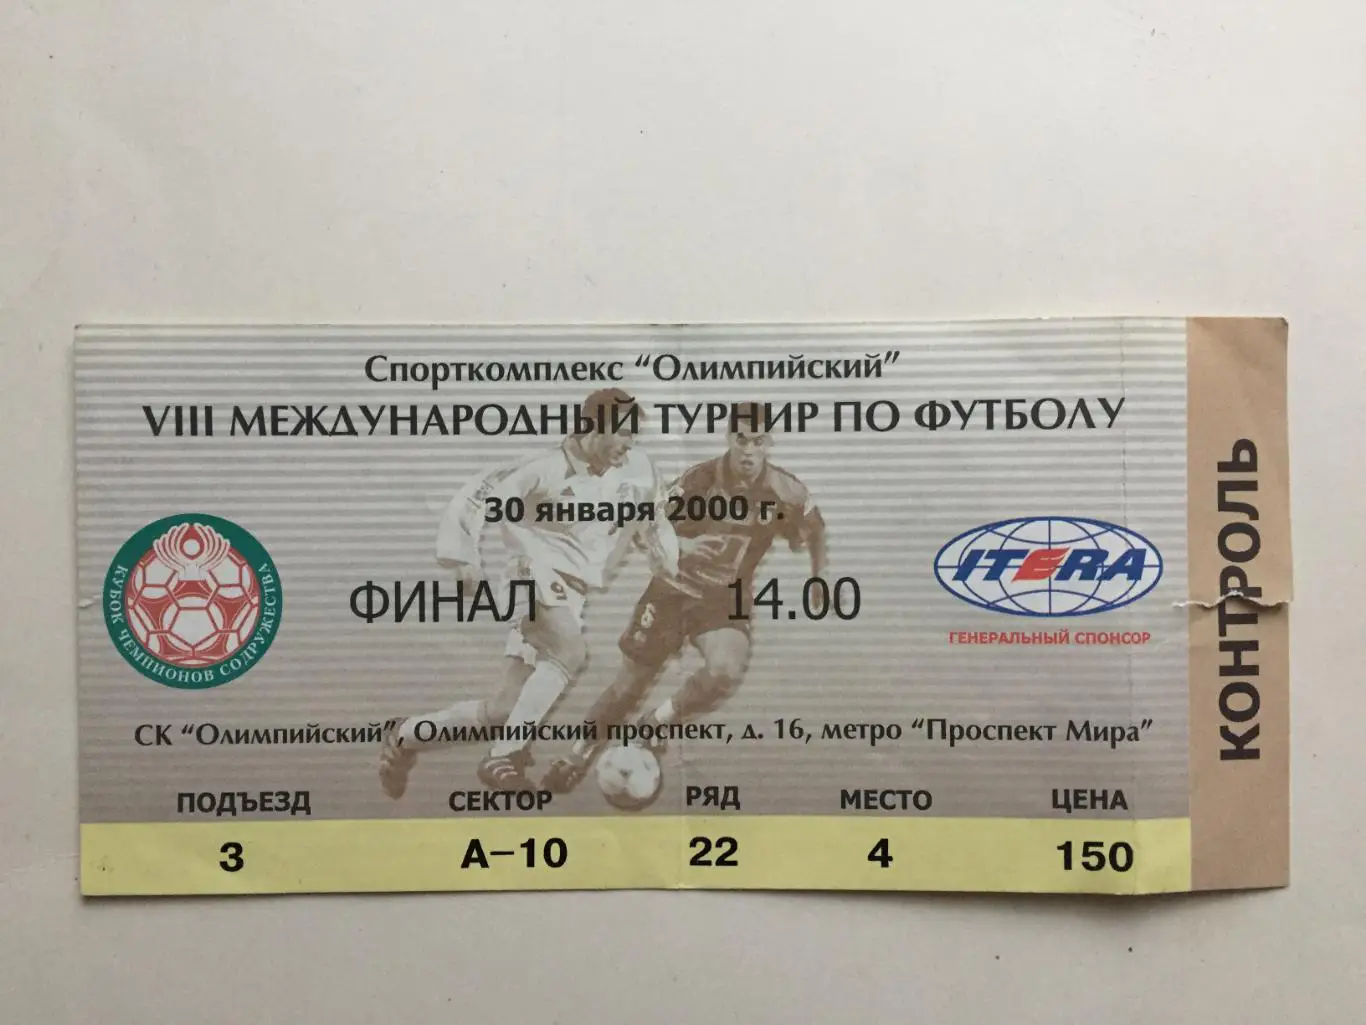 Спорткомплекс "Олимпийский"
VIII МЕЖДУНАРОДНЫЙ ТУРНИР ПО ФУТБОЛУ
30 января 2000 г.
КУБОК ЧЕМПИОНОВ СОДРУЖЕСТВА
ФИНАЛ 14.00
ITERA
ГЕНЕРАЛЬНЫЙ СПОНСОР
СК "Олимпийский", Олимпийский проспект, д. 16, метро "Проспект Мира"
ПОДЪЕЗД СЕКТОР РЯД МЕСТО ЦЕНА
3 А-10 22 4 150
КОНТРОЛЬ